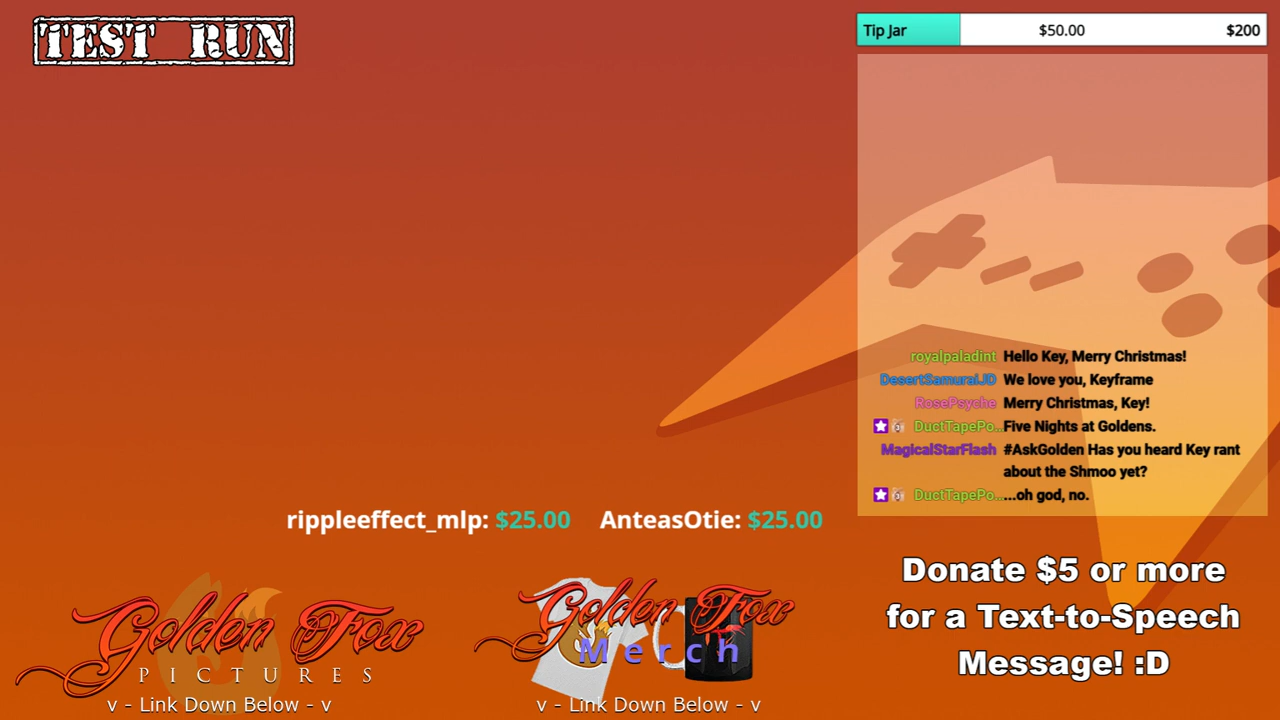 TEST RUN
Tip Jar $50.00 $200
royalpaladint Hello Key, Merry Christmas!
DesertSamuraiJD We love you, Keyframe
RosePsyche Merry Christmas, Key!
DuctTapePo... Five Nights at Goldens.
MagicalStarFlash #AskGolden Has you heard Key rant
about the Shmoo yet?
DuctTapePo... ...oh god, no.
rippleeffect_mlp: $25.00 AnteasOtie: $25.00
Donate $5 or more
for a Text-to-Speech
Message! :D
Golden Fox
PICTURES
v - Link Down Below - v
Golden Fox
Merch
v - Link Down Below - v